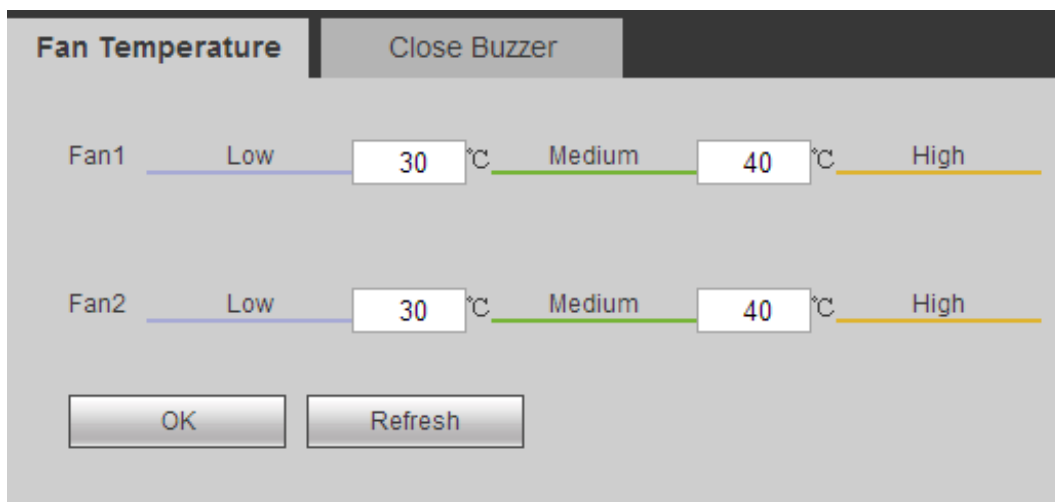 Fan Temperature Close Buzzer
Fan1 Low 30 ℃ Medium 40 ℃ High
Fan2 Low 30 ℃ Medium 40 ℃ High
OK Refresh